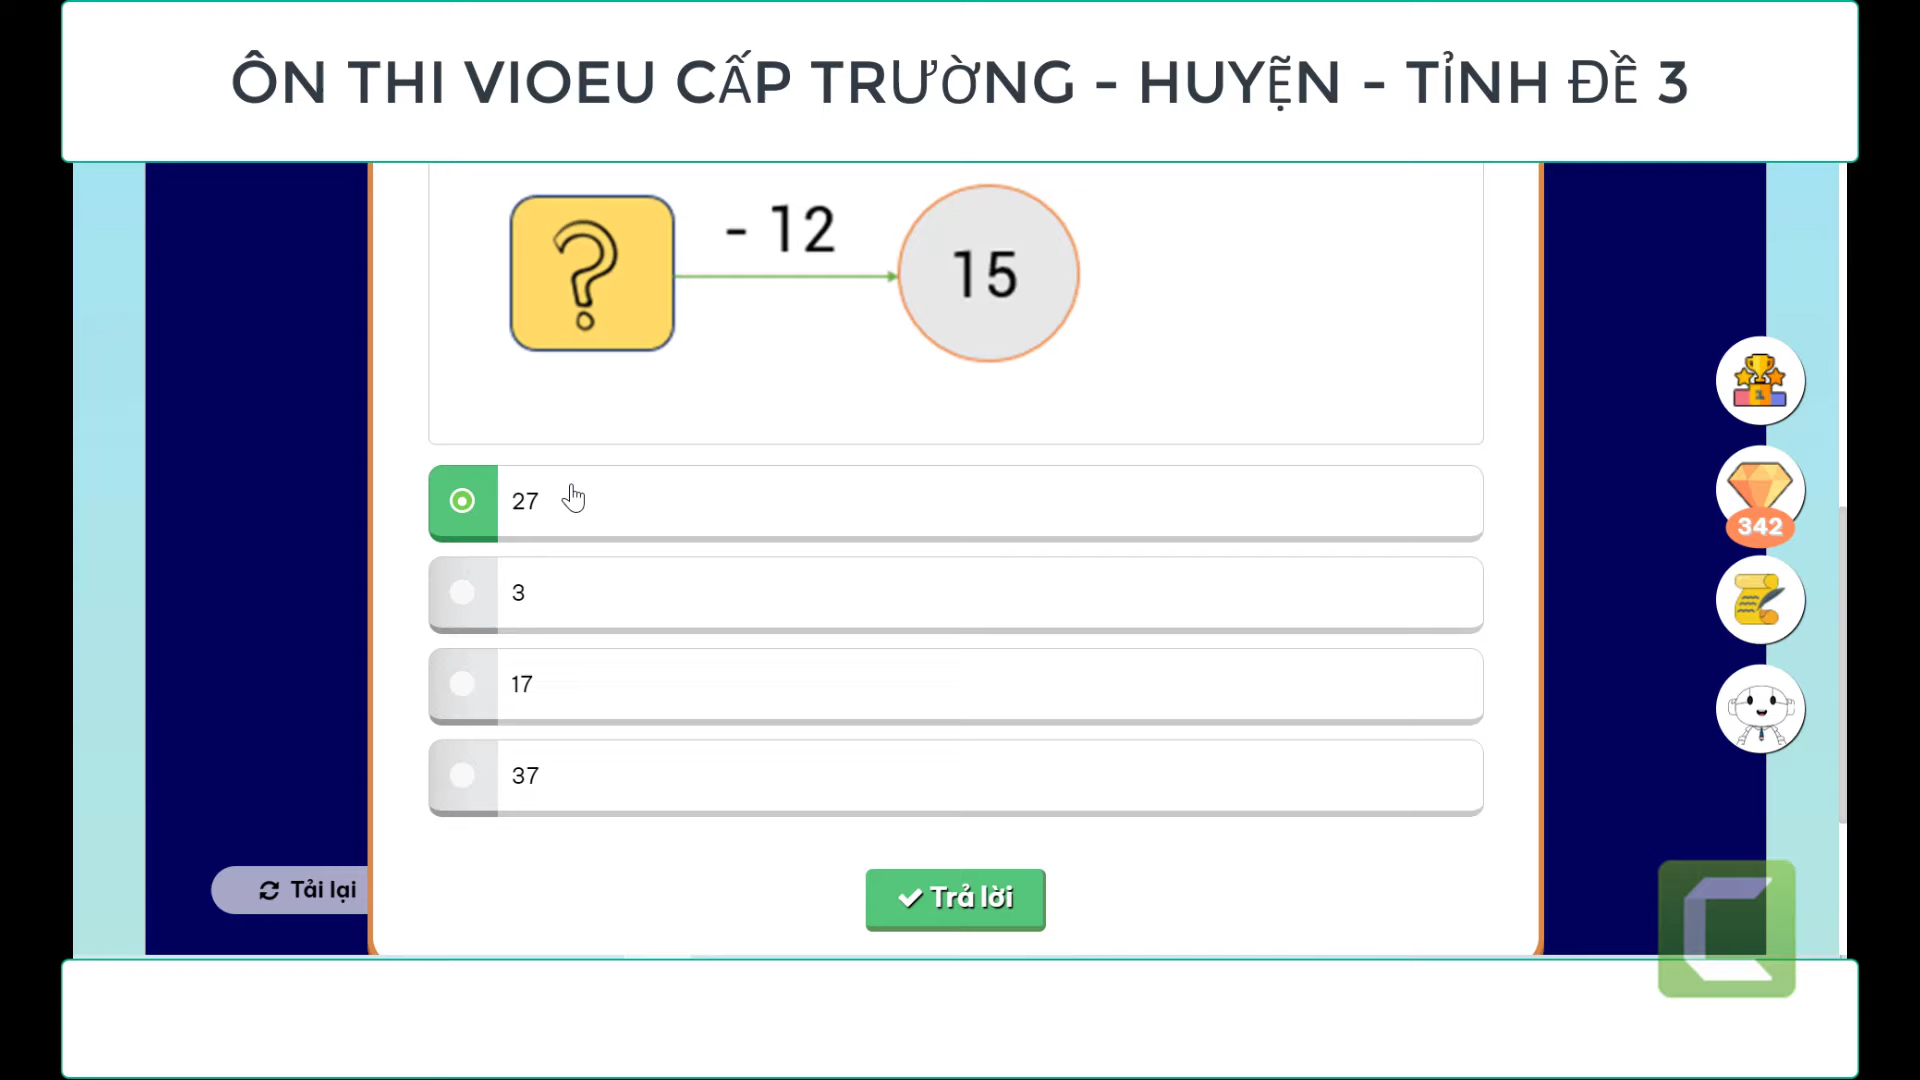 ÔN THI VIOEU CẤP TRƯỜNG - HUYỆN - TỈNH ĐỀ 3
?
- 12
15
27
3
17
37
342
Tải lại
Trả lời